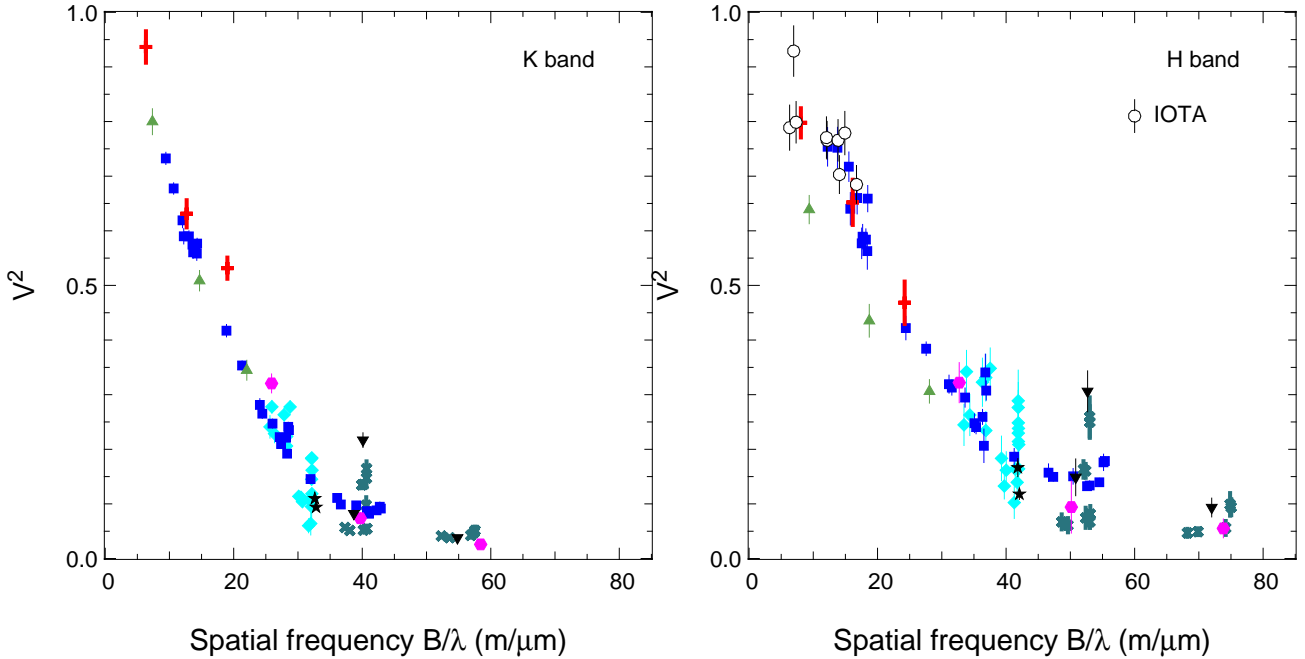 1.0
K band
0.5
V²
0.0
0 20 40 60 80
Spatial frequency B/λ (m/μm)
1.0
H band
IOTA
0.5
V²
0.0
0 20 40 60 80
Spatial frequency B/λ (m/μm)